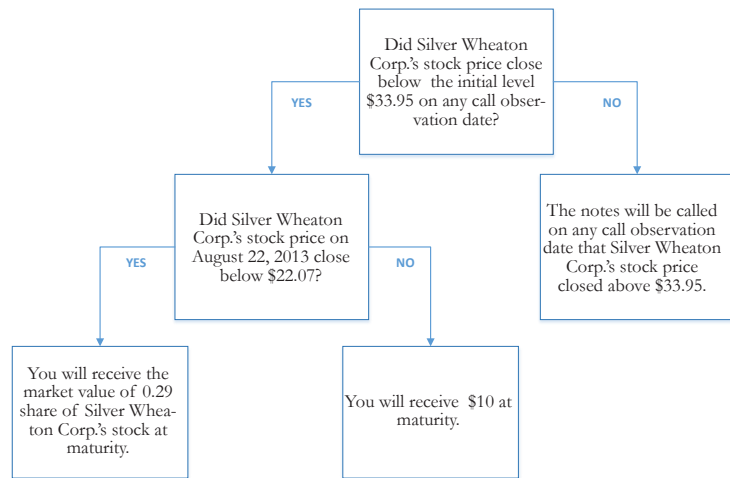 Did Silver Wheaton
Corp.'s stock price close
below the initial level
$33.95 on any call obser-
vation date?
YES
NO
Did Silver Wheaton
Corp.'s stock price on
August 22, 2013 close
below $22.07?
The notes will be called
on any call observation
date that Silver Wheaton
Corp.'s stock price
closed above $33.95.
YES
NO
You will receive the
market value of 0.29
share of Silver Whea-
ton Corp.'s stock at
maturity.
You will receive $10 at
maturity.